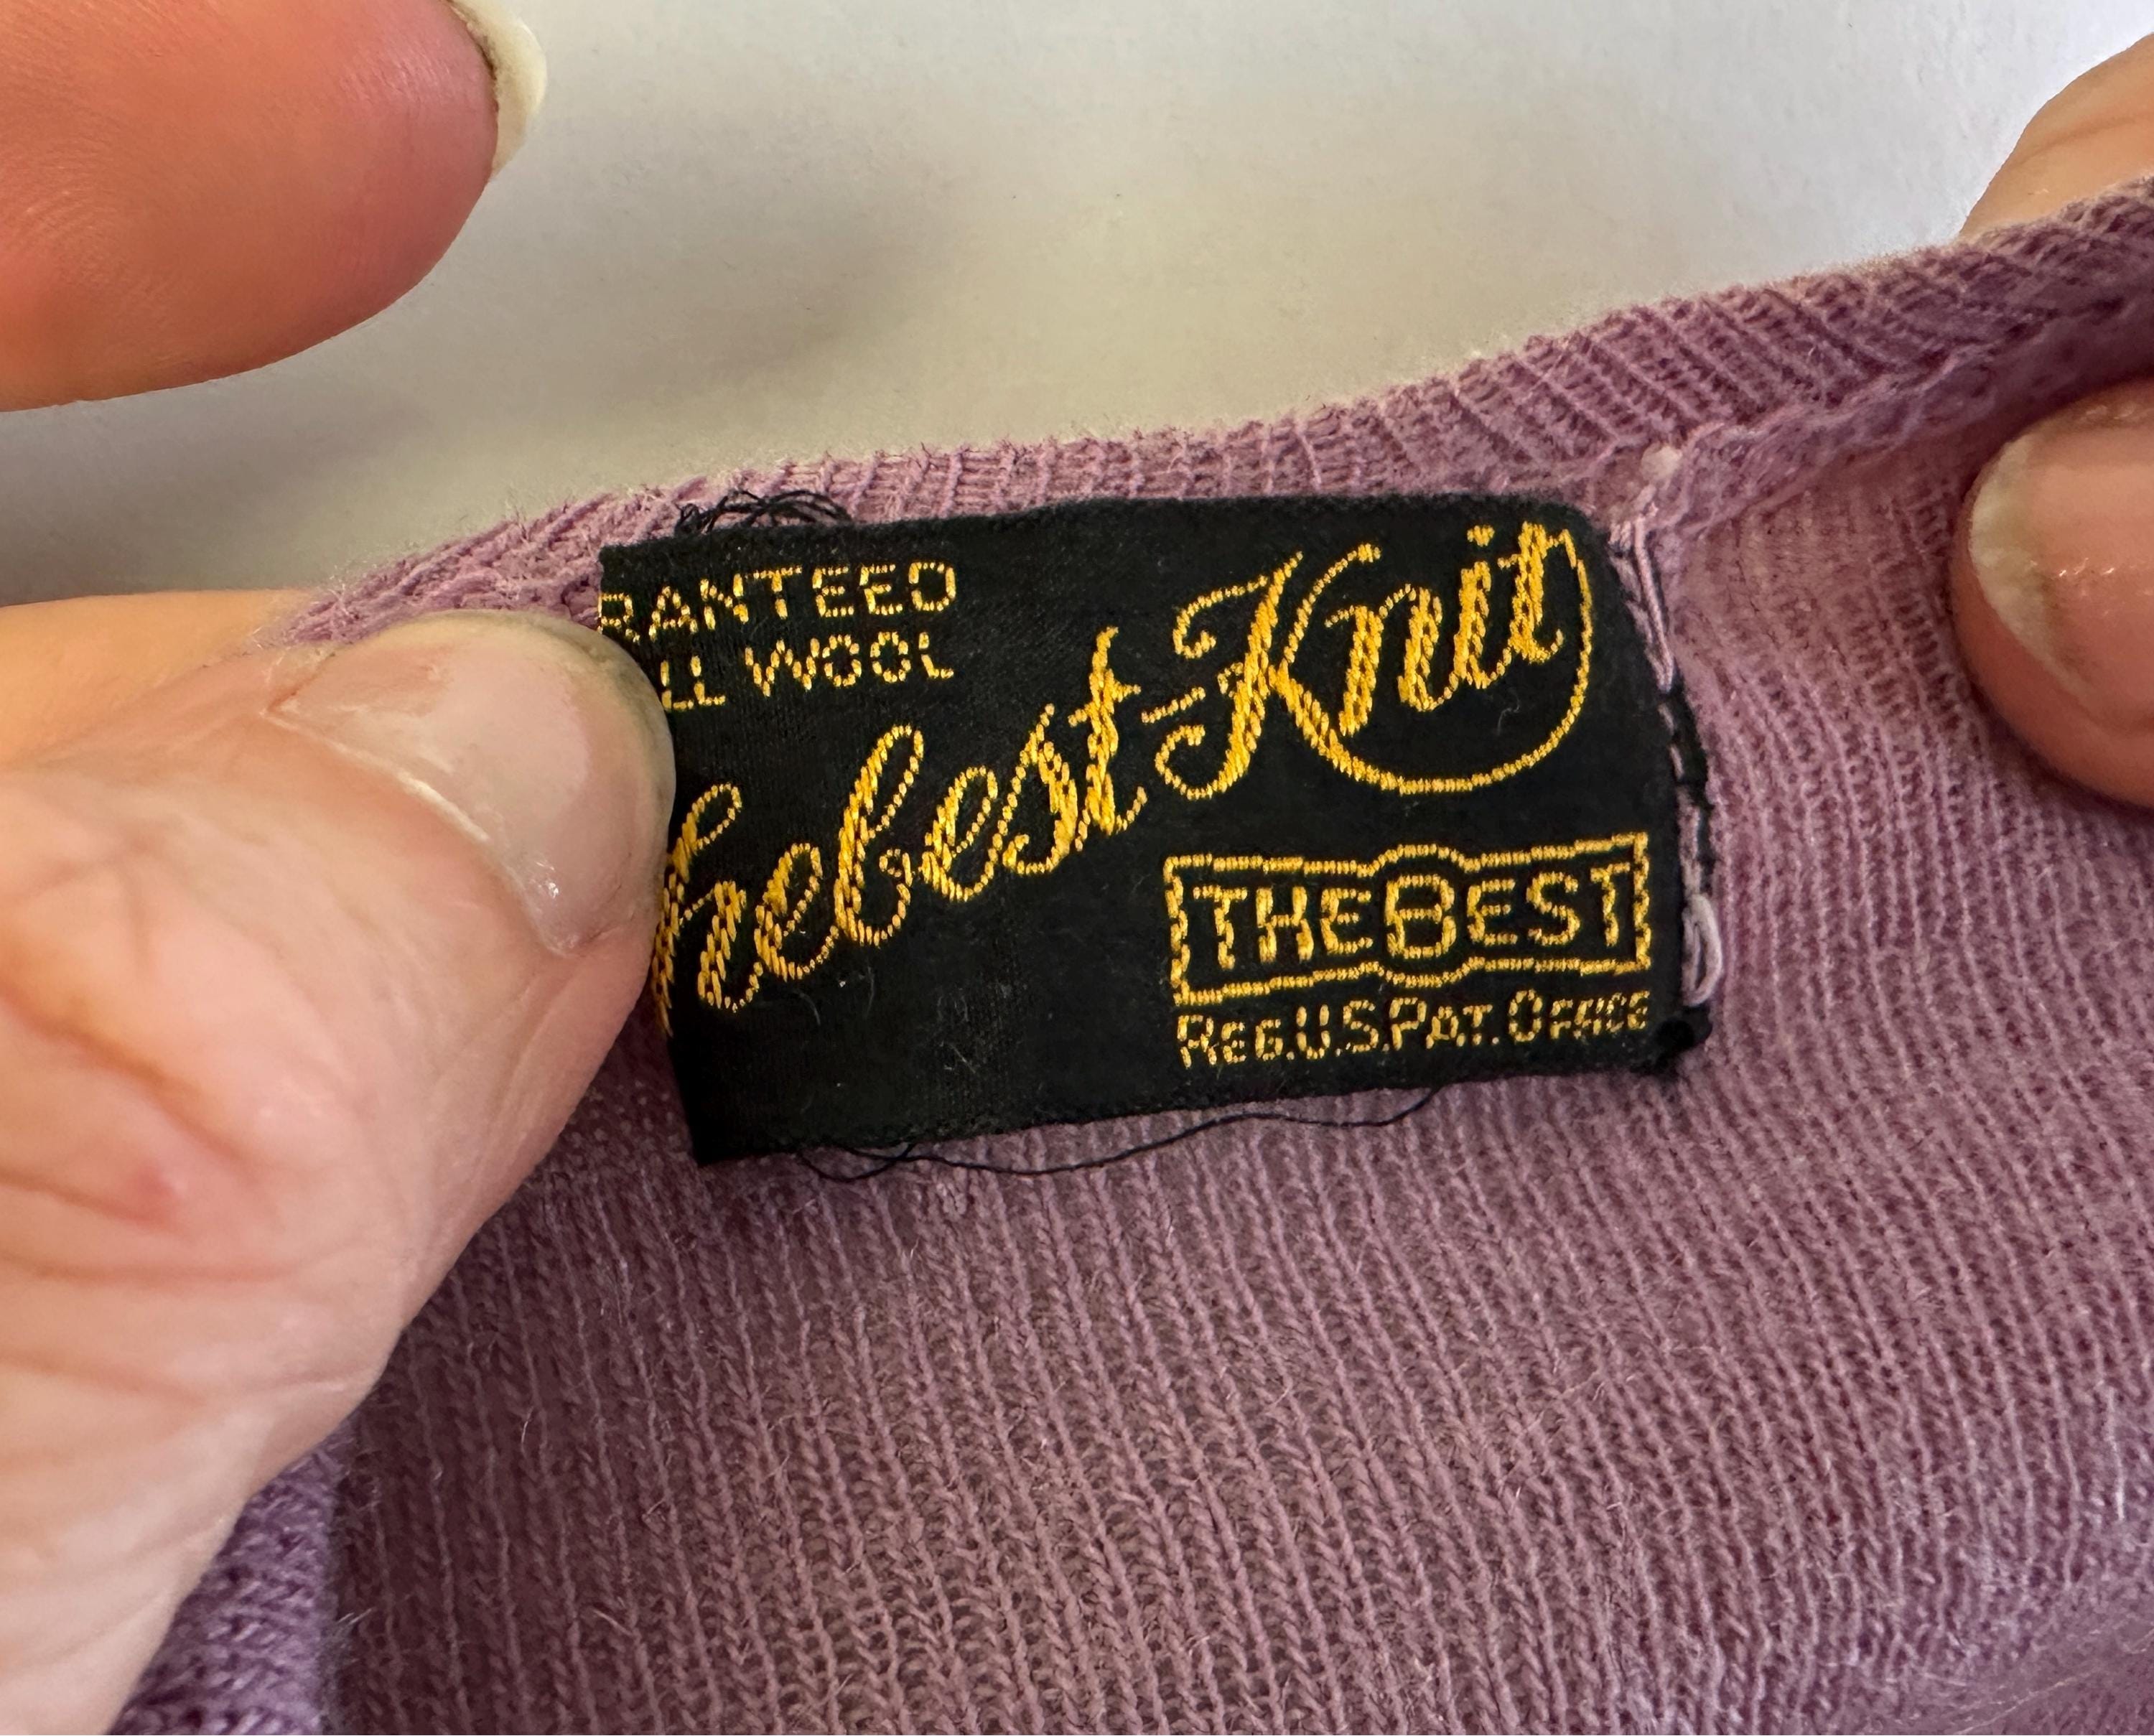 RANTEED
LL WOOL
hebest-Knit
THE BEST
REG.U.S.PAT.OFFICE